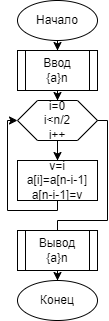 Начало
Ввод
{a}n
i=0
i<n/2
i++
v=i
a[i]=a[n-i-1]
a[n-i-1]=v
Вывод
{a}n
Конец